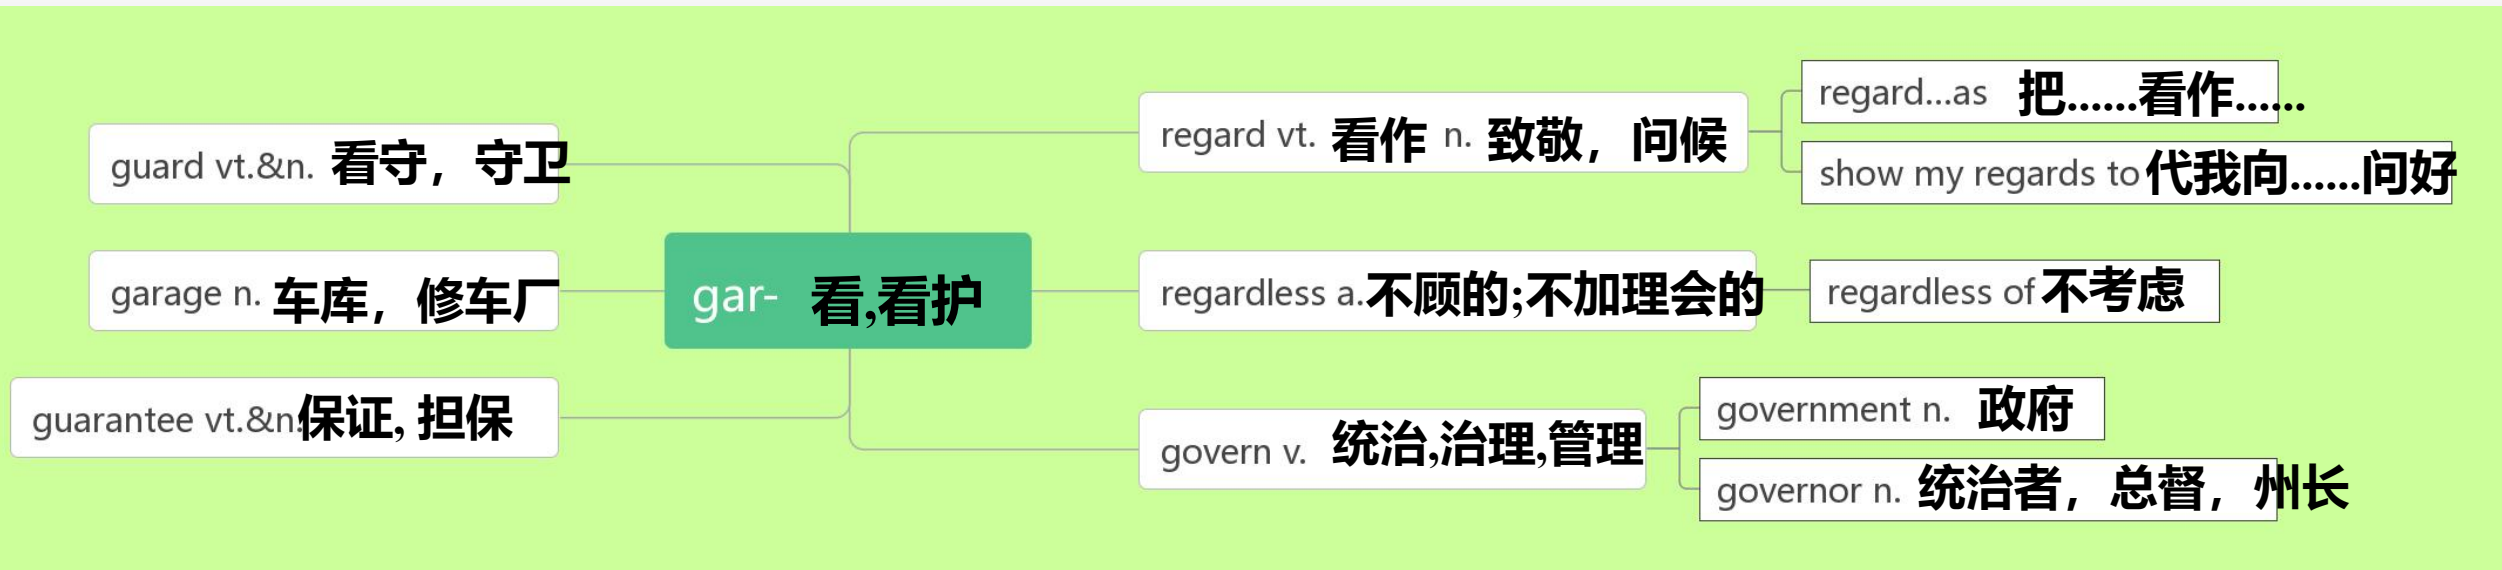 gar- 看,看护
guard vt.&n. 看守，守卫
garage n. 车库，修车厂
guarantee vt.&n.保证, 担保
regard vt. 看作 n. 致敬，问候
regard...as 把......看作......
show my regards to 代我向......问好
regardless a.不顾的;不加理会的
regardless of 不考虑
govern v. 统治,治理,管理
government n. 政府
governor n. 统治者，总督，州长